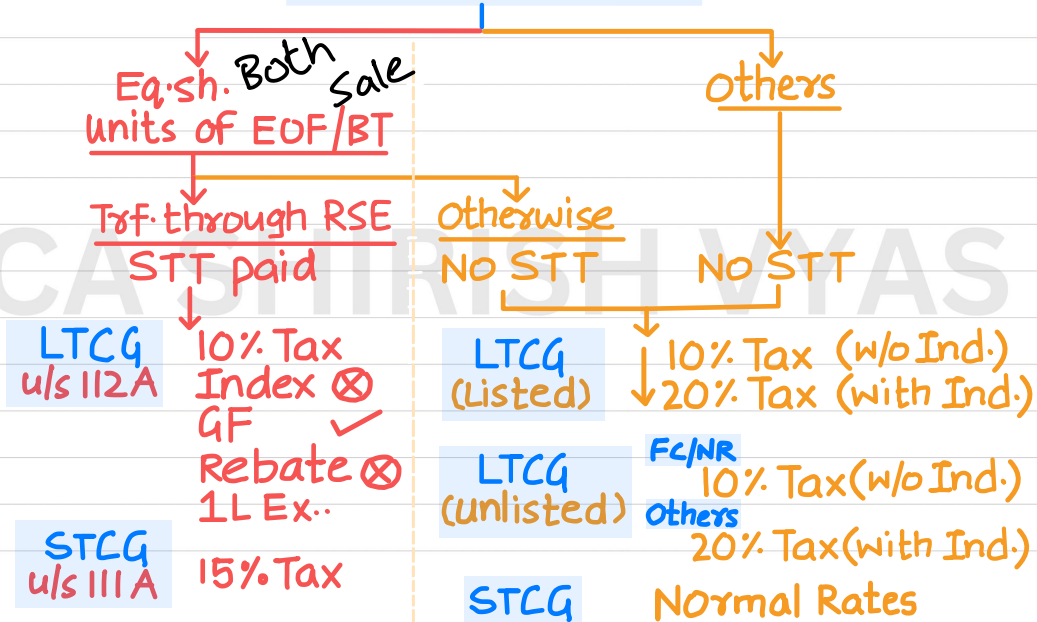 Eq.sh. Both Sale
units of EOF/BT
Others
Trf. through RSE
STT paid
Otherwise
NO STT
NO STT
CA SHIRISH VYAS
LTCG
u/s 112A
10% Tax
Index ⊗
GF ✓
Rebate ⊗
1L Ex..
STCG
u/s 111A
15% Tax
LTCG
(Listed)
10% Tax (w/o Ind.)
20% Tax (with Ind.)
LTCG
(Unlisted)
FC/NR
10% Tax (w/o Ind.)
Others
20% Tax (with Ind.)
STCG
Normal Rates